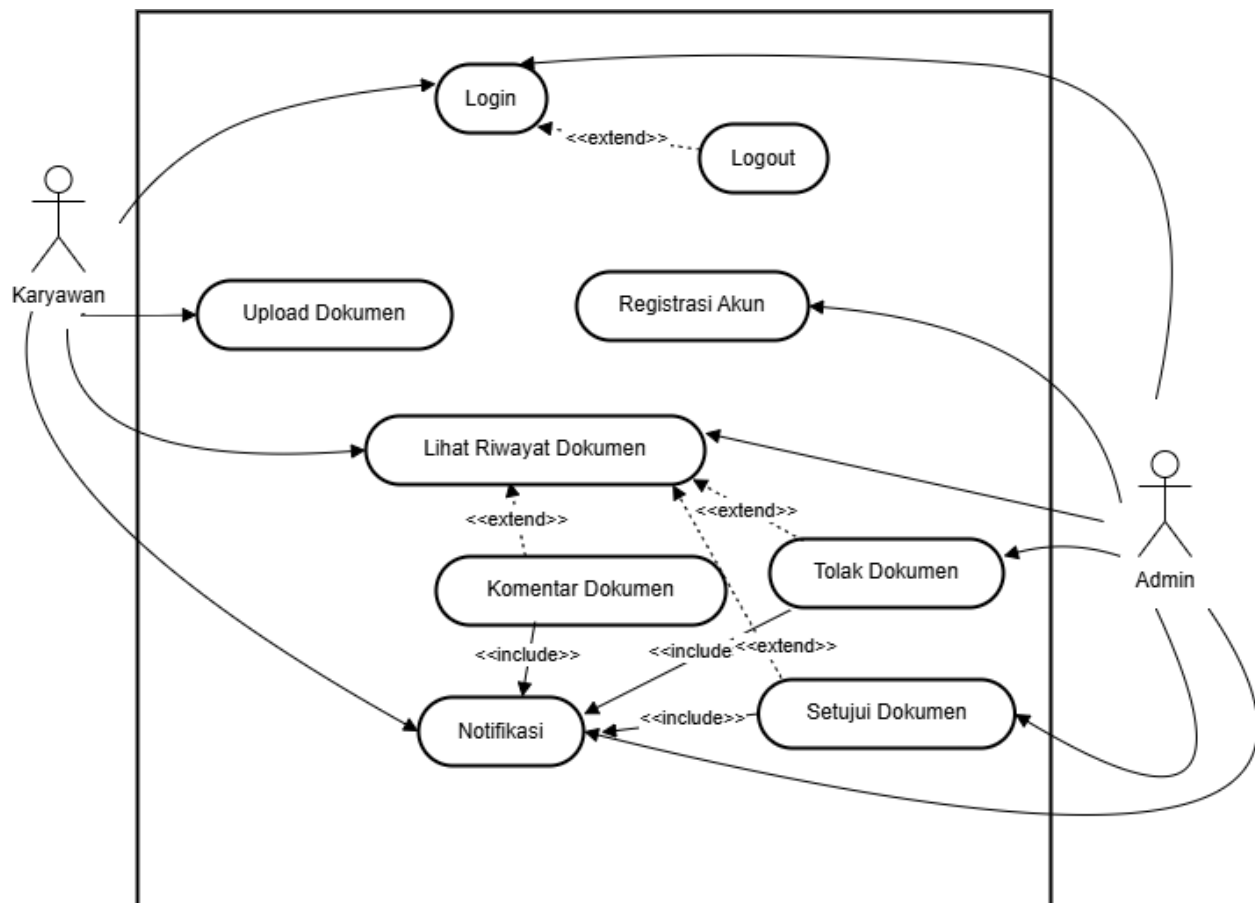 Login
<<extend>>
Logout
Karyawan
Upload Dokumen
Registrasi Akun
Lihat Riwayat Dokumen
<<extend>>
<<extend>>
Komentar Dokumen
Tolak Dokumen
Admin
<<include>>
<<include
<<extend>>
Notifikasi
<<include>>
Setujui Dokumen